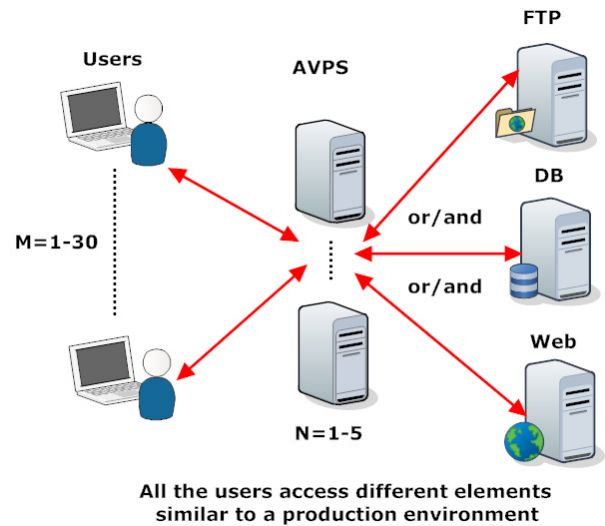 FTP
Users
AVPS
DB
or/and
M=1-30
or/and
Web
N=1-5
All the users access different elements
similar to a production environment